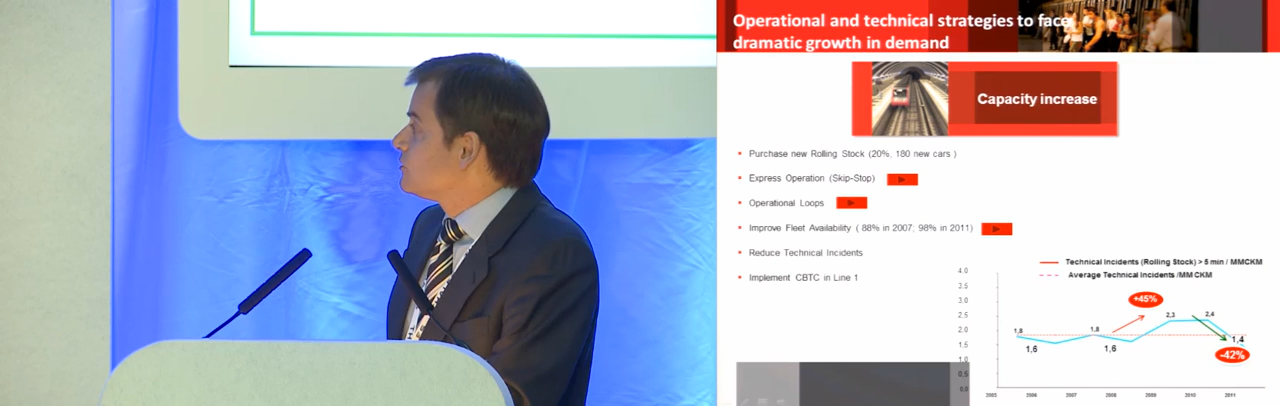 Operational and technical strategies to face
dramatic growth in demand
Capacity increase
• Purchase new Rolling Stock (20%, 180 new cars )
• Express Operation (Skip-Stop)
• Operational Loops
• Improve Fleet Availability ( 88% in 2007; 98% in 2011)
• Reduce Technical Incidents
• Implement CBTC in Line 1
Technical Incidents (Rolling Stock) > 5 min / MMCKM
Average Technical Incidents /MM CKM
4.0
3.5
3.0
2.5
2.0
1.5
1.0
0.5
0.0
+45%
1,8
1,6
1,8
1,6
2,3
2,4
1,4
-42%
2005 2006 2007 2008 2009 2010 2011